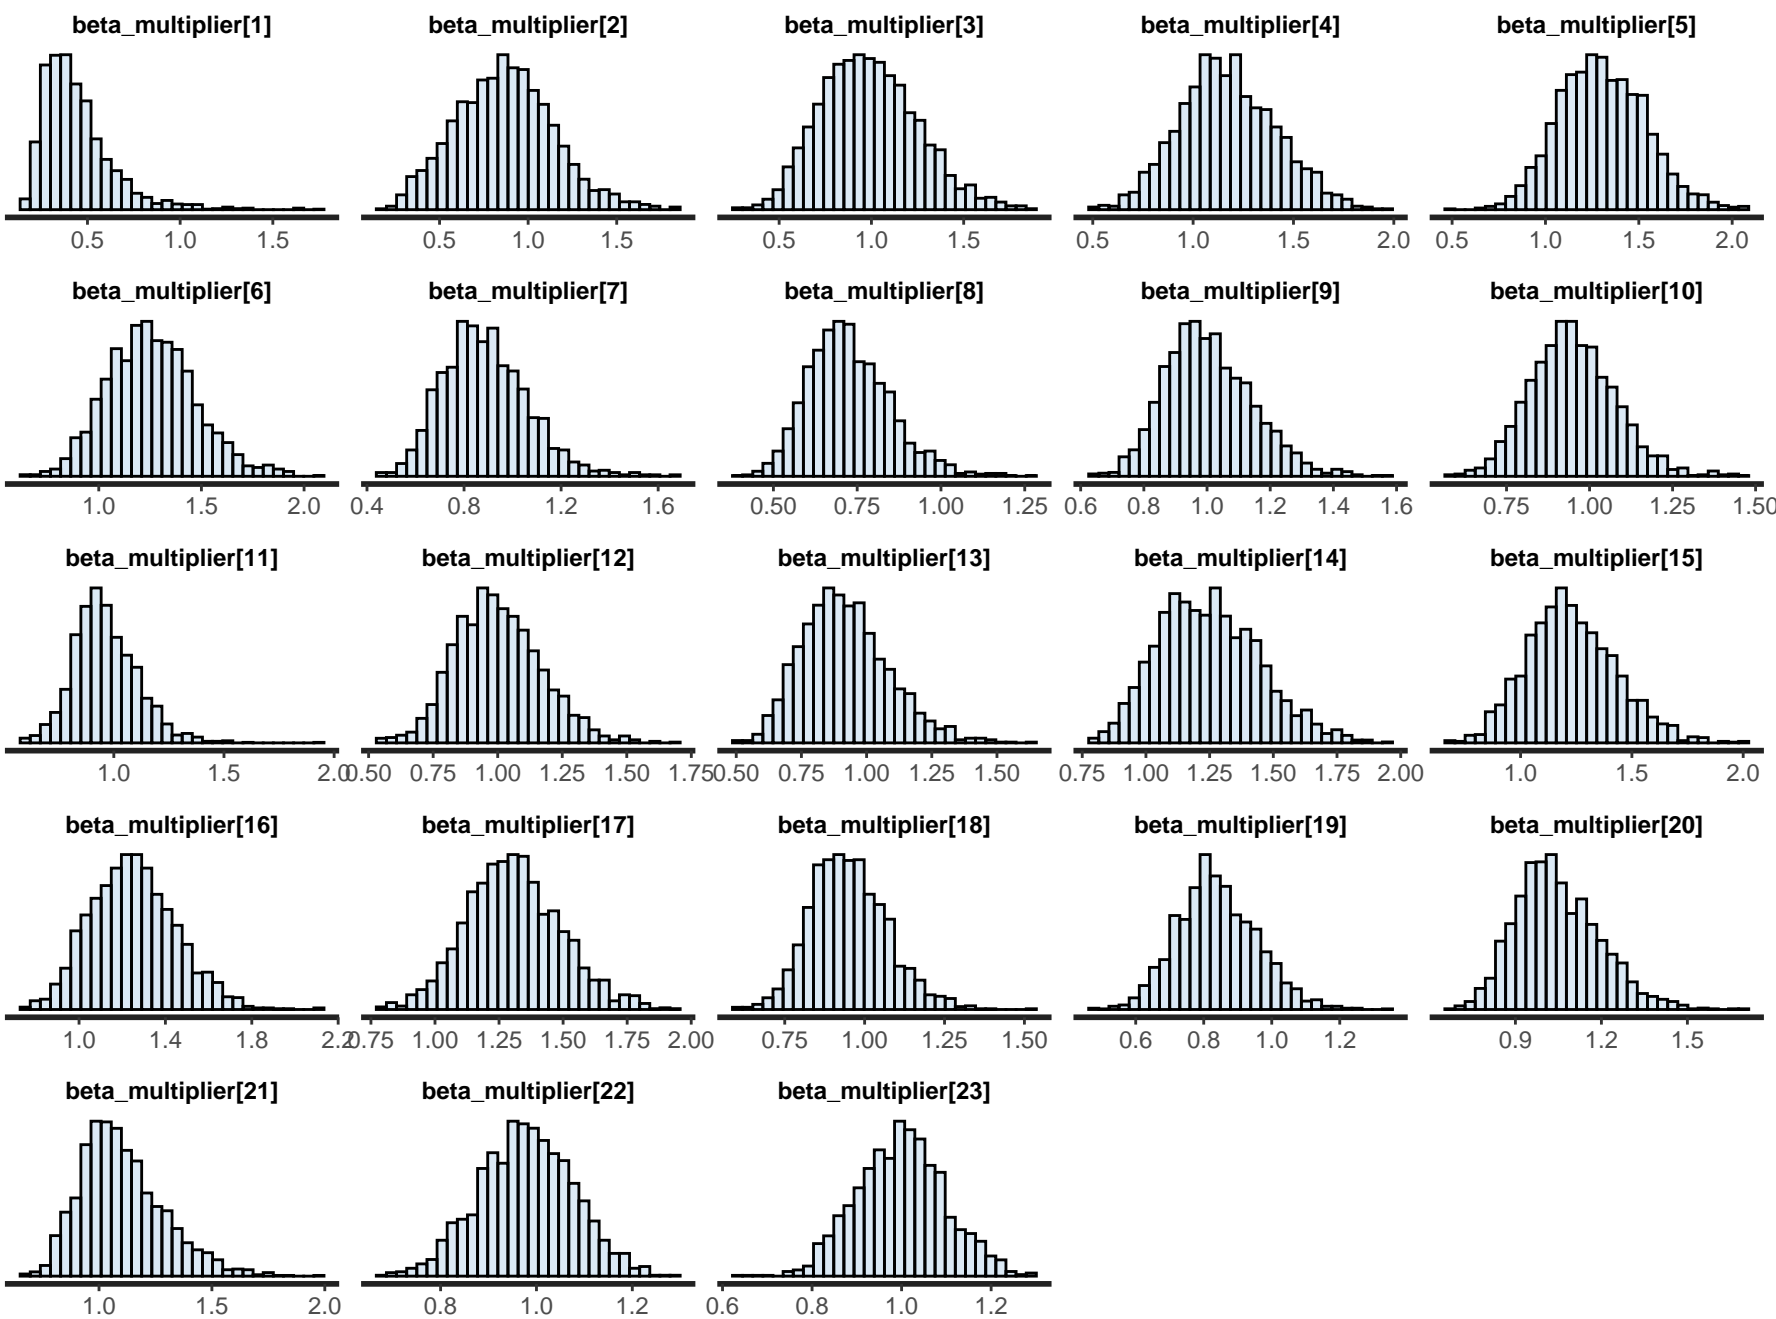 beta_multiplier[1] beta_multiplier[2] beta_multiplier[3] beta_multiplier[4] beta_multiplier[5]
0.5 1.0 1.5 0.5 1.0 1.5 0.5 1.0 1.5 0.5 1.0 1.5 2.0 0.5 1.0 1.5 2.0
beta_multiplier[6] beta_multiplier[7] beta_multiplier[8] beta_multiplier[9] beta_multiplier[10]
1.0 1.5 2.0 0.4 0.8 1.2 1.6 0.50 0.75 1.00 1.25 0.6 0.8 1.0 1.2 1.4 1.6 0.75 1.00 1.25 1.50
beta_multiplier[11] beta_multiplier[12] beta_multiplier[13] beta_multiplier[14] beta_multiplier[15]
1.0 1.5 2.0 0.50 0.75 1.00 1.25 1.50 1.75 0.50 0.75 1.00 1.25 1.50 0.75 1.00 1.25 1.50 1.75 2.00 1.0 1.5 2.0
beta_multiplier[16] beta_multiplier[17] beta_multiplier[18] beta_multiplier[19] beta_multiplier[20]
1.0 1.4 1.8 2.2 0.75 1.00 1.25 1.50 1.75 2.00 0.75 1.00 1.25 1.50 0.6 0.8 1.0 1.2 0.9 1.2 1.5
beta_multiplier[21] beta_multiplier[22] beta_multiplier[23]
1.0 1.5 2.0 0.8 1.0 1.2 0.6 0.8 1.0 1.2